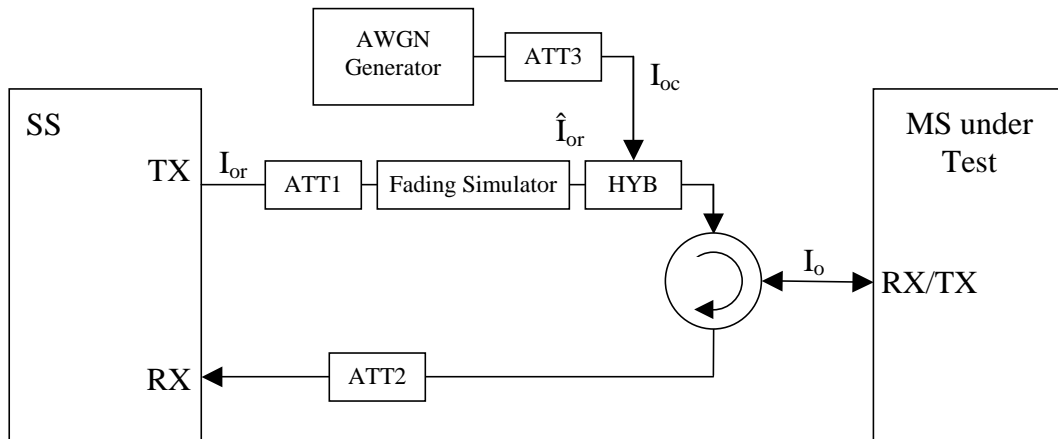 AWGN
Generator
ATT3
I_oc
SS
MS under
Test
Î_or
TX
I_or
ATT1
Fading Simulator
HYB
I_o
RX/TX
RX
ATT2